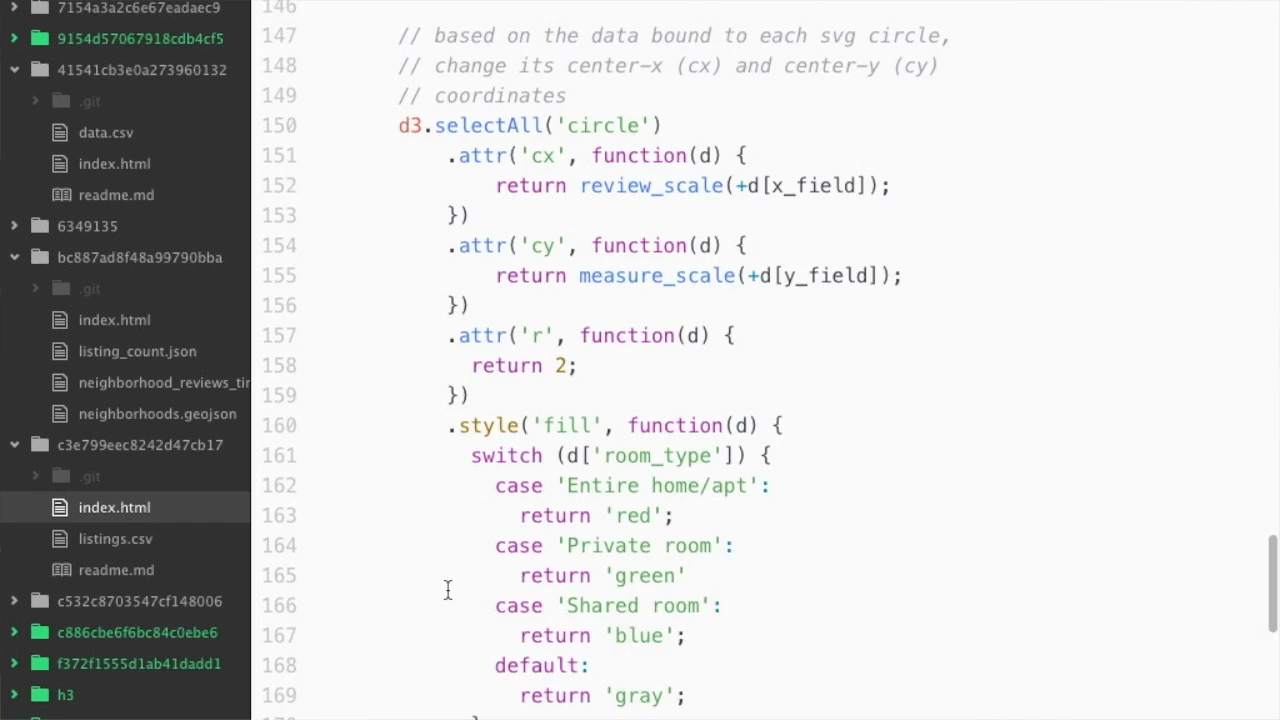 7154a3a2c6e67eadaec9
9154d57067918cdb4cf5
41541cb3e0a273960132
.git
data.csv
index.html
readme.md
6349135
bc887ad8f48a99790bba
.git
index.html
listing_count.json
neighborhood_reviews_tir
neighborhoods.geojson
c3e799eec8242d47cb17
.git
index.html
listings.csv
readme.md
c532c8703547cf148006
c886cbe6f6bc84c0ebe6
f372f1555d1ab41dadd1
h3
146
147 // based on the data bound to each svg circle,
148 // change its center-x (cx) and center-y (cy)
149 // coordinates
150 d3.selectAll('circle')
151 .attr('cx', function(d) {
152 return review_scale(+d[x_field]);
153 })
154 .attr('cy', function(d) {
155 return measure_scale(+d[y_field]);
156 })
157 .attr('r', function(d) {
158 return 2;
159 })
160 .style('fill', function(d) {
161 switch (d['room_type']) {
162 case 'Entire home/apt':
163 return 'red';
164 case 'Private room':
165 return 'green'
166 case 'Shared room':
167 return 'blue';
168 default:
169 return 'gray';